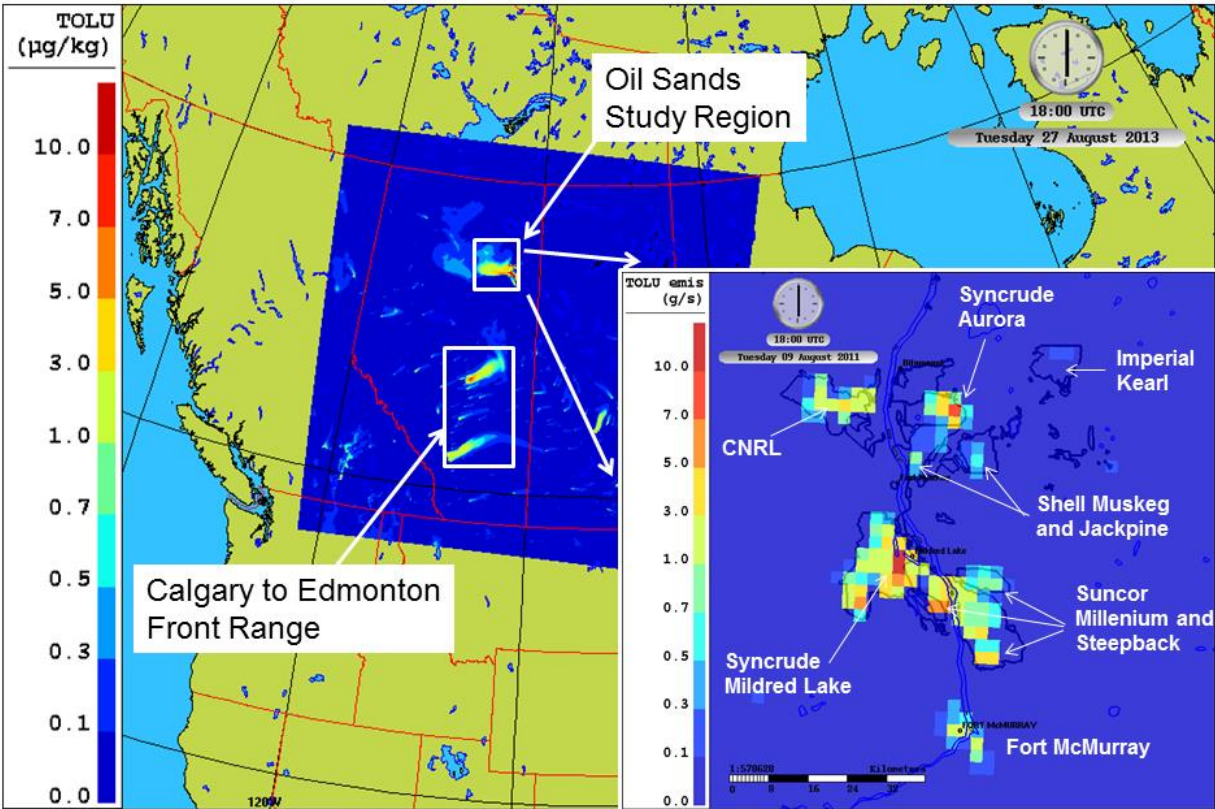 TOLU
(µg/kg)
10.0
7.0
5.0
3.0
1.0
0.7
0.5
0.3
0.1
0.0
120W
Oil Sands
Study Region
Calgary to Edmonton
Front Range
18:00 UTC
Tuesday 27 August 2013
TOLU emis
(g/s)
10.0
7.0
5.0
3.0
1.0
0.7
0.5
0.3
0.1
0.0
18:00 UTC
Tuesday 09 August 2011
Syncrude
Aurora
Imperial
Kearl
CNRL
Shell Muskeg
and Jackpine
Mildred Lake
Suncor
Millenium and
Steepback
Syncrude
Mildred Lake
FORT McMURRAY
Fort McMurray
1:578628
Kilometers
0 8 16 24 32